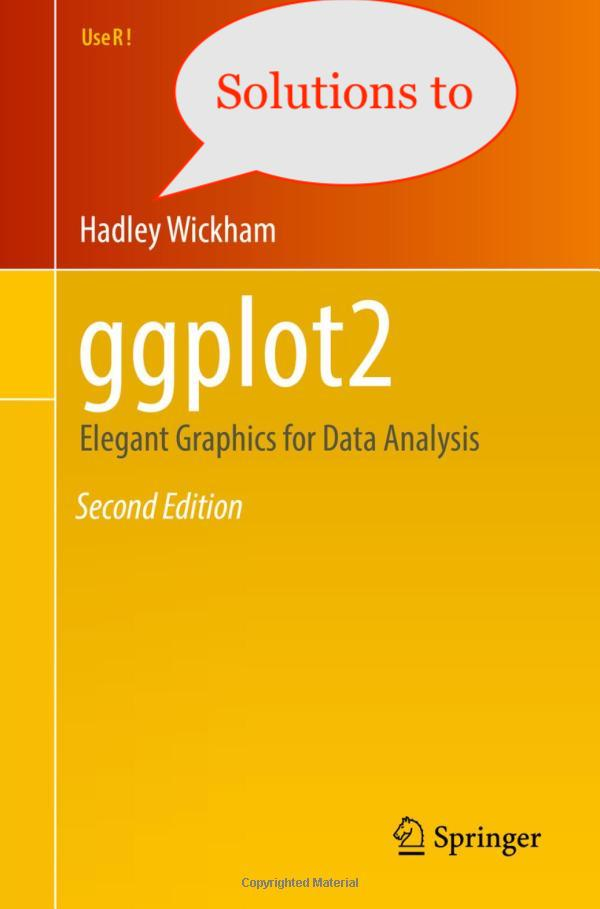 Use R !
Solutions to
Hadley Wickham
ggplot2
Elegant Graphics for Data Analysis
Second Edition
Springer
Copyrighted Material